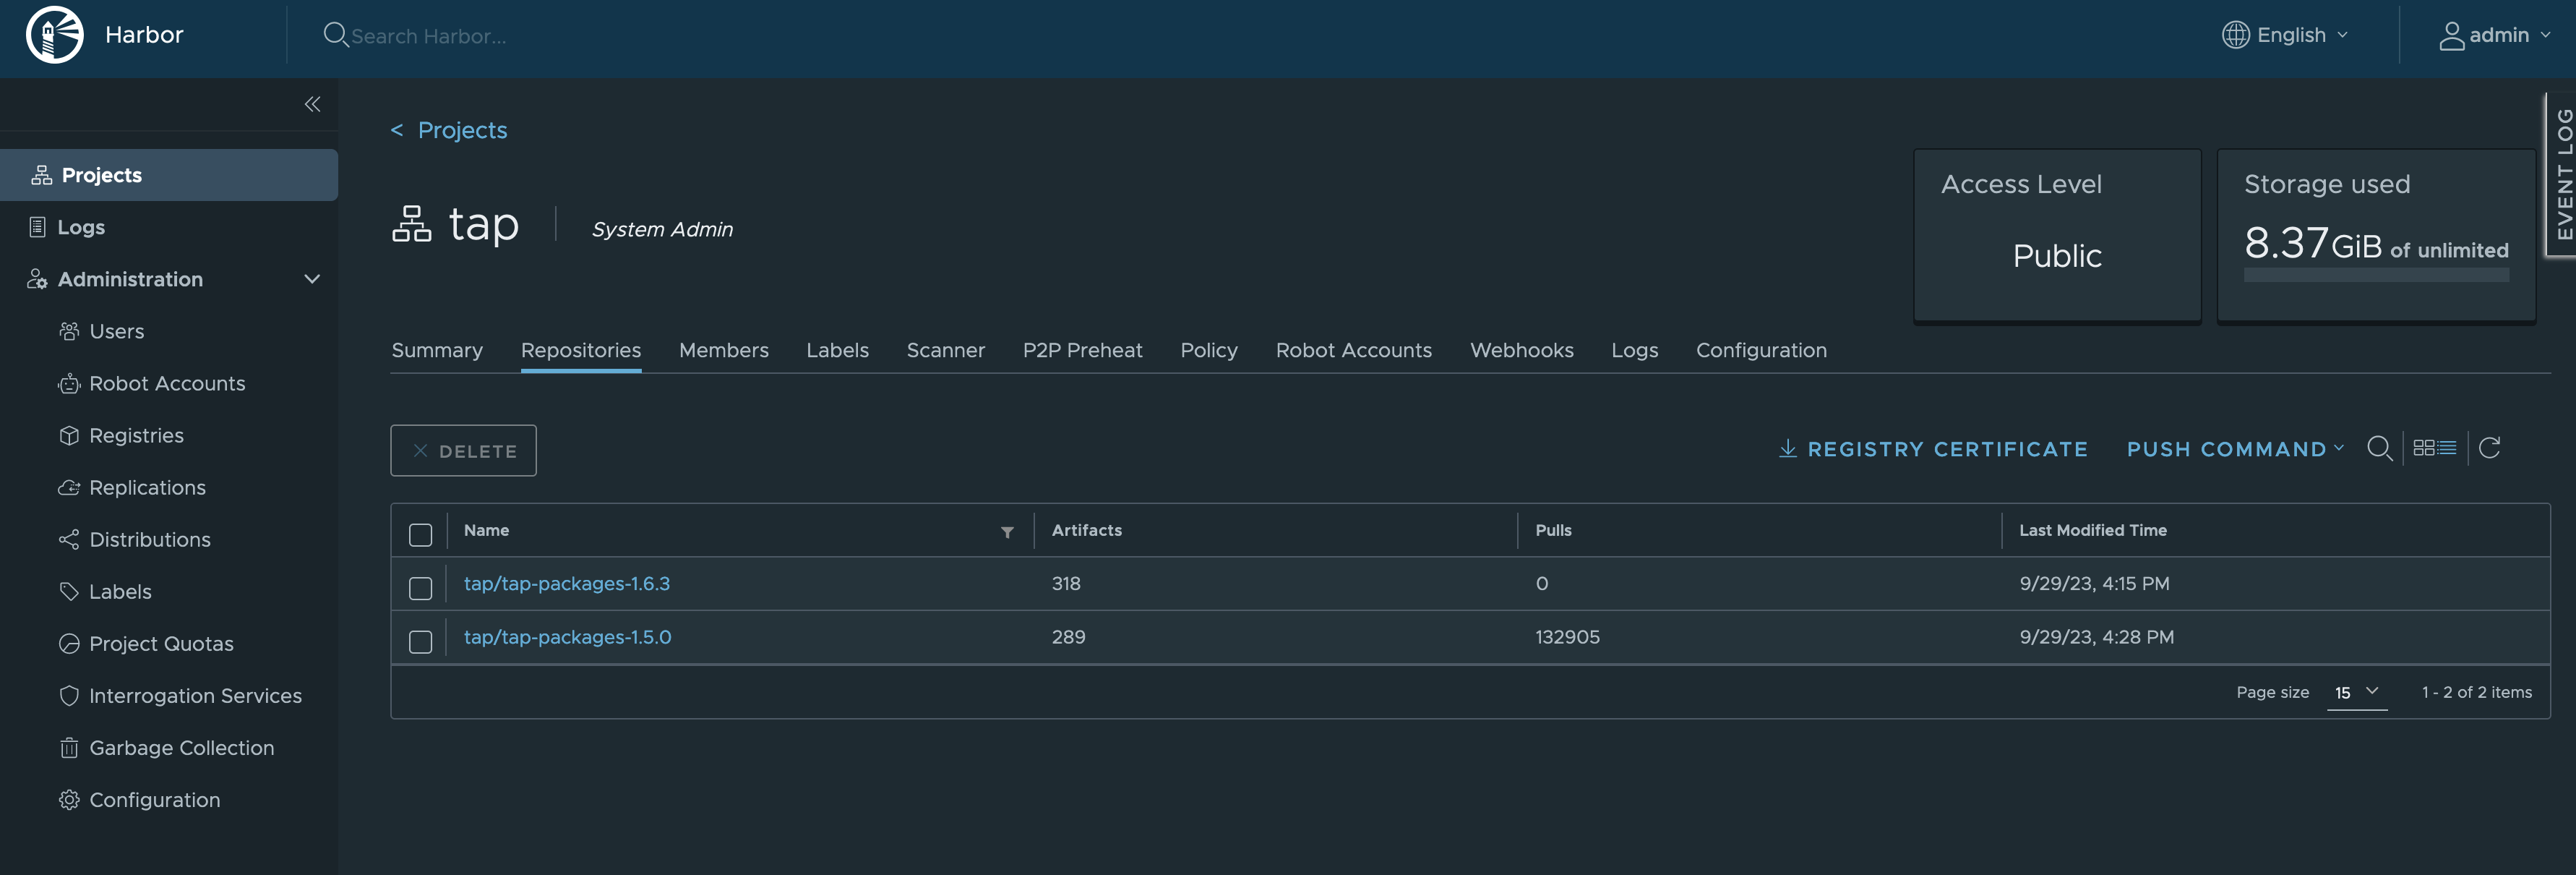 Harbor
Search Harbor...
English
admin
EVENT LOG
Projects
Logs
Administration
Users
Robot Accounts
Registries
Replications
Distributions
Labels
Project Quotas
Interrogation Services
Garbage Collection
Configuration
< Projects
tap
System Admin
Access Level
Public
Storage used
8.37GiB of unlimited
Summary Repositories Members Labels Scanner P2P Preheat Policy Robot Accounts Webhooks Logs Configuration
DELETE
REGISTRY CERTIFICATE PUSH COMMAND
Name Artifacts Pulls Last Modified Time
tap/tap-packages-1.6.3 318 0 9/29/23, 4:15 PM
tap/tap-packages-1.5.0 289 132905 9/29/23, 4:28 PM
Page size 15 1 - 2 of 2 items